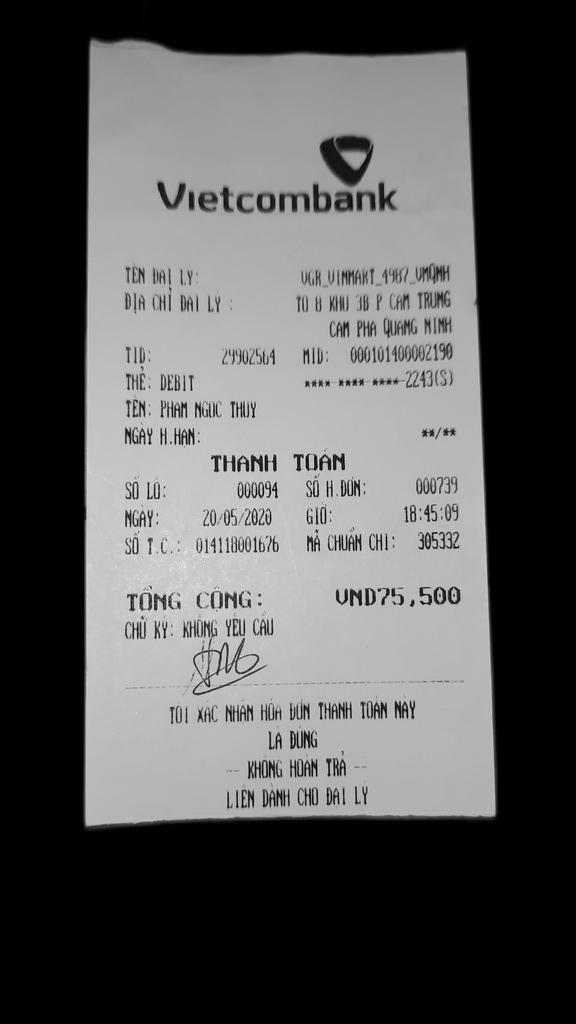 Vietcombank
TÊN ĐẠI LÝ: VGR_VINMART_4987_VMQNH
ĐỊA CHỈ ĐẠI LÝ : TO 8 KHU 3B P CAM TRUNG
CAM PHA QUANG NINH
TID: 29902564 MID: 000101400002190
THẺ: DEBIT **** **** **** 2243(S)
TÊN: PHAM NGOC THUY
NGÀY H.HẠN: **/**
THANH TOÁN
SỐ LÔ: 000094 SỐ H.ĐƠN: 000739
NGÀY: 20/05/2020 GIỜ: 18:45:09
SỐ T.C.: 014118001676 MÃ CHUẨN CHI: 305332
TỔNG CỘNG: VND75,500
CHỮ KÝ: KHÔNG YÊU CẦU
TÔI XÁC NHẬN HÓA ĐƠN THANH TOÁN NÀY
LÀ ĐÚNG
-- KHÔNG HOÀN TRẢ --
LIÊN DÀNH CHO ĐẠI LÝ